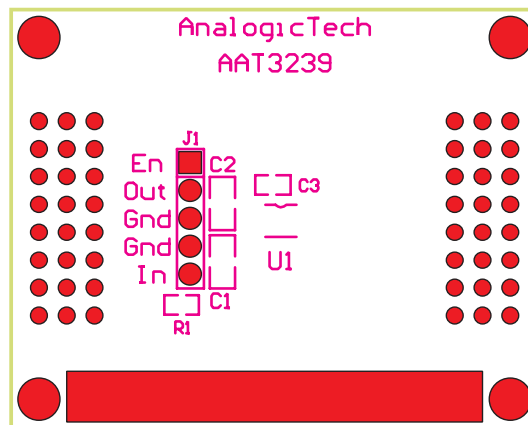 AnalogicTech
AAT3239
J1
En
C2
Out
C3
Gnd
Gnd
U1
In
C1
R1